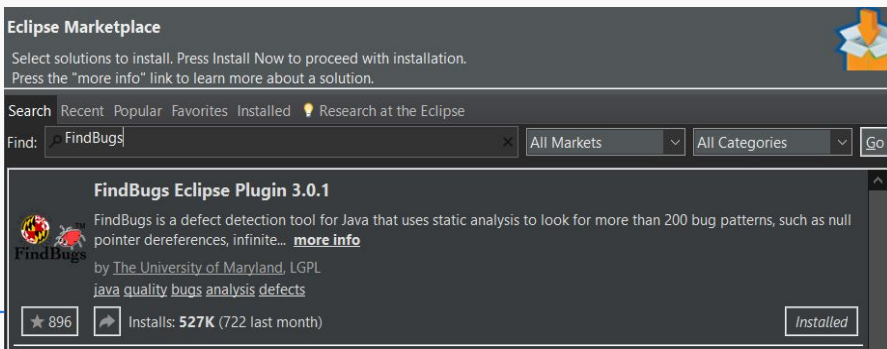 Eclipse Marketplace
Select solutions to install. Press Install Now to proceed with installation.
Press the "more info" link to learn more about a solution.
Search Recent Popular Favorites Installed Research at the Eclipse
Find: FindBugs All Markets All Categories Go
FindBugs Eclipse Plugin 3.0.1
FindBugs is a defect detection tool for Java that uses static analysis to look for more than 200 bug patterns, such as null
pointer dereferences, infinite... more info
FindBugs
by The University of Maryland, LGPL
java quality bugs analysis defects
896 Installs: 527K (722 last month) Installed